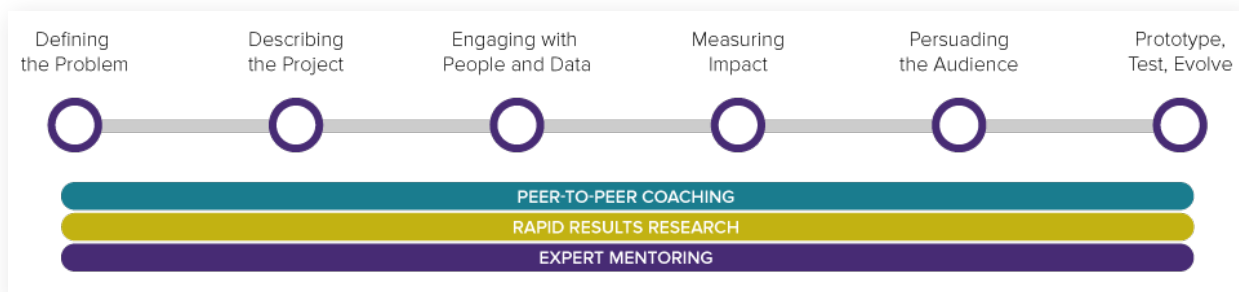 Defining
the Problem
Describing
the Project
Engaging with
People and Data
Measuring
Impact
Persuading
the Audience
Prototype,
Test, Evolve
PEER-TO-PEER COACHING
RAPID RESULTS RESEARCH
EXPERT MENTORING